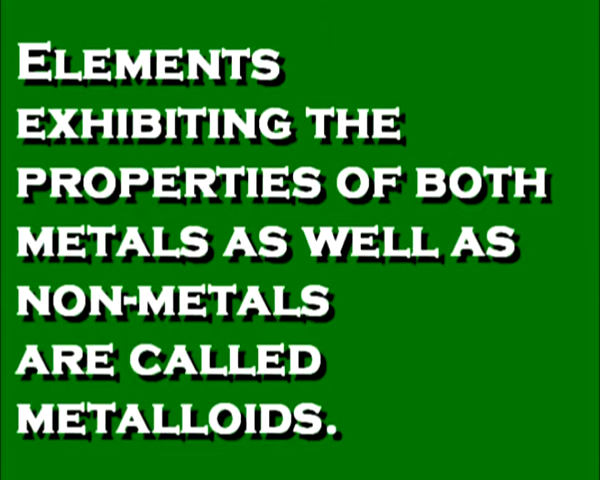 Elements
exhibiting the
properties of both
metals as well as
non-metals
are called
metalloids.